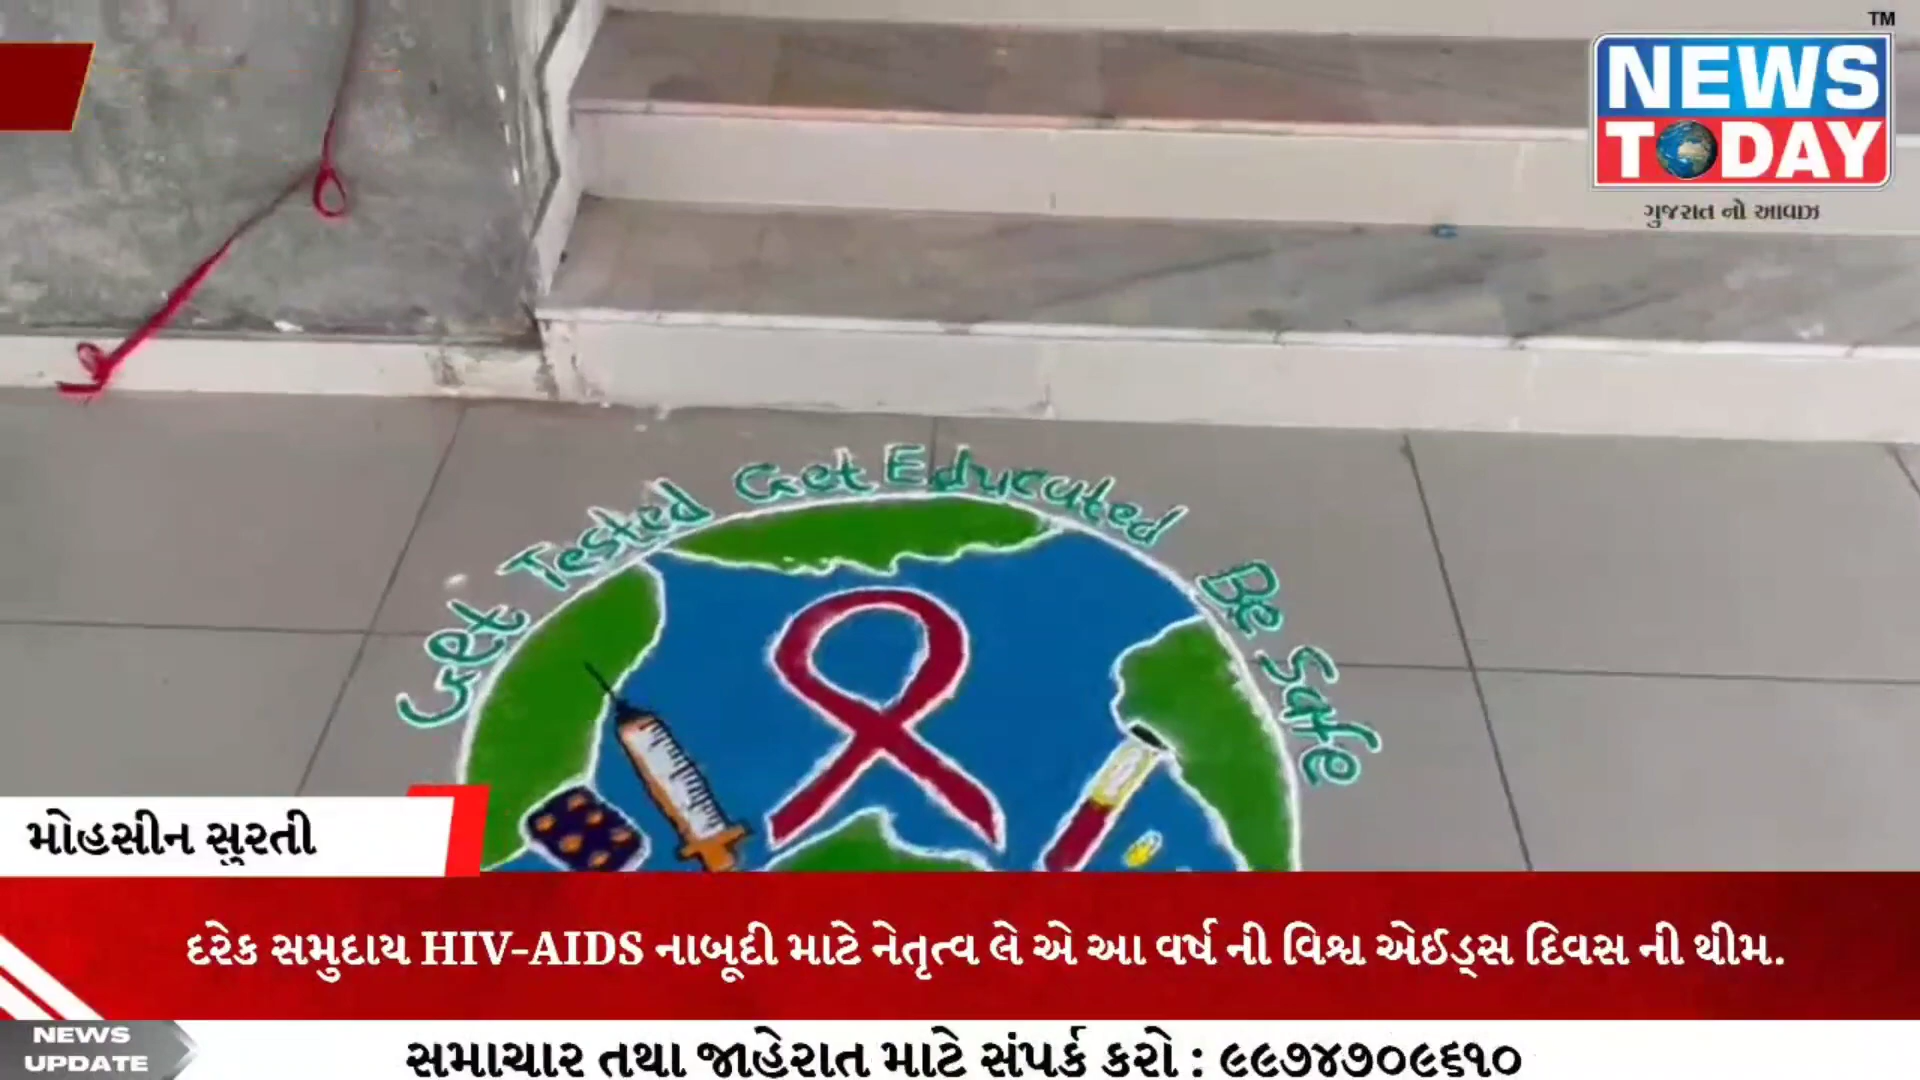 TM
NEWS
TODAY
ગુજરાત નો આવાઝ
Get Tested Get Educated Be Safe
મોહસીન સુરતી
દરેક સમુદાય HIV-AIDS નાબૂદી માટે નેતૃત્વ લે એ આ વર્ષ ની વિશ્વ એઈડ્સ દિવસ ની થીમ.
NEWS
UPDATE
સમાચાર તથા જાહેરાત માટે સંપર્ક કરો : ૯૯૭૪૭૦૯૬૧૦